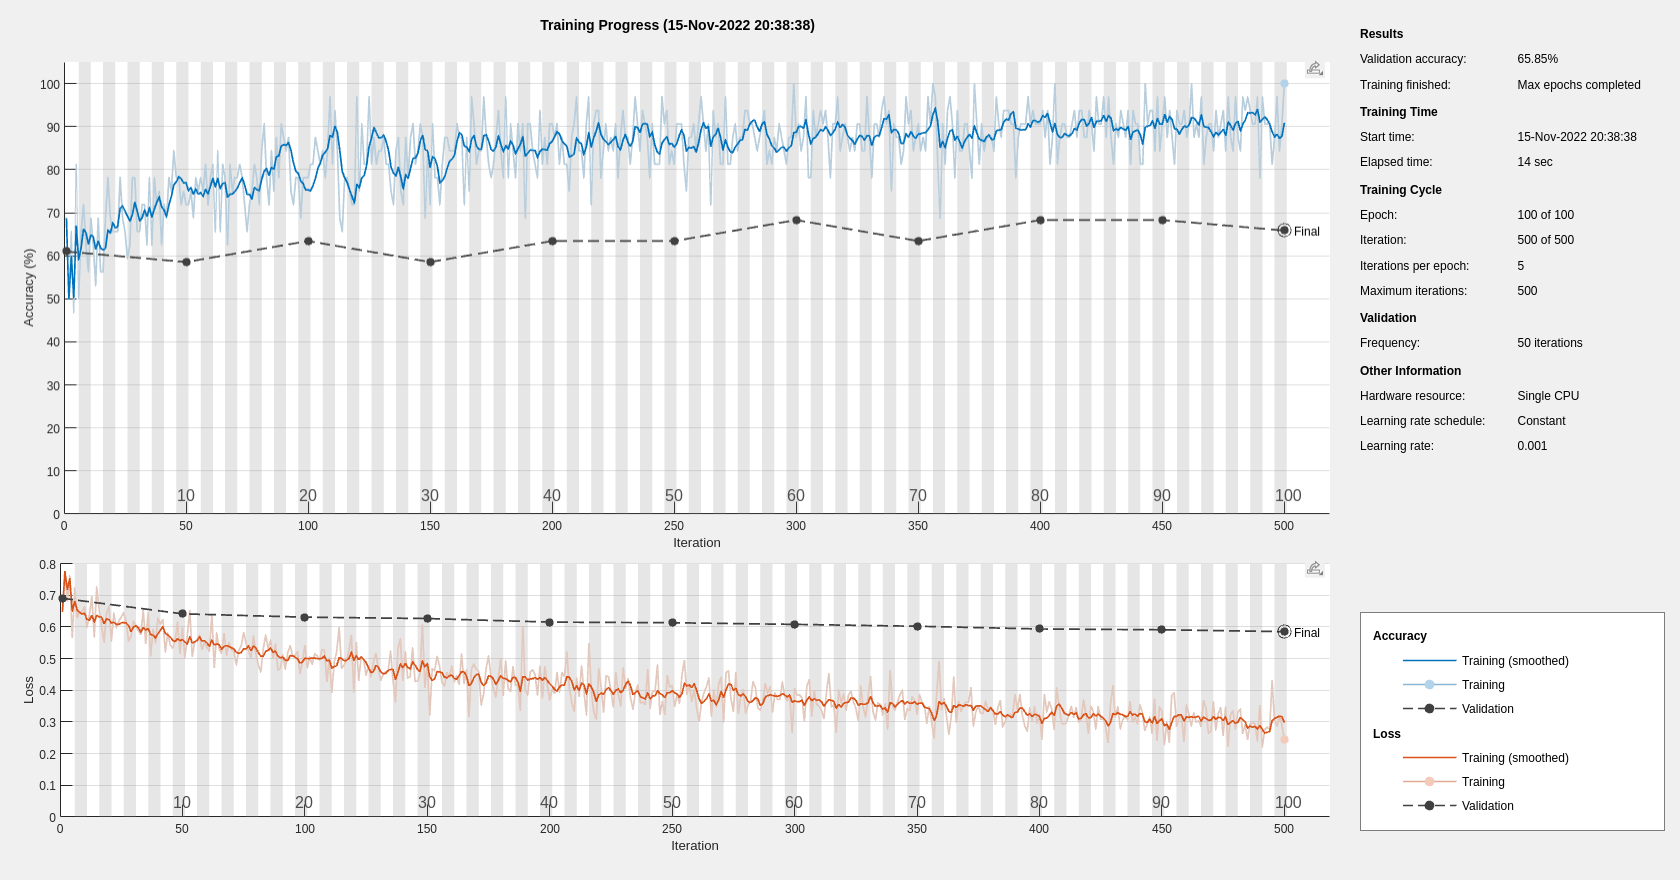 Training Progress (15-Nov-2022 20:38:38)
100
90
80
70
60
50
40
30
20
10
0
Accuracy (%)
10 20 30 40 50 60 70 80 90 100
0 50 100 150 200 250 300 350 400 450 500
Iteration
Final
0.8
0.7
0.6
0.5
0.4
0.3
0.2
0.1
0
Loss
10 20 30 40 50 60 70 80 90 100
0 50 100 150 200 250 300 350 400 450 500
Iteration
Final
Results
Validation accuracy: 65.85%
Training finished: Max epochs completed
Training Time
Start time: 15-Nov-2022 20:38:38
Elapsed time: 14 sec
Training Cycle
Epoch: 100 of 100
Iteration: 500 of 500
Iterations per epoch: 5
Maximum iterations: 500
Validation
Frequency: 50 iterations
Other Information
Hardware resource: Single CPU
Learning rate schedule: Constant
Learning rate: 0.001
Accuracy
Training (smoothed)
Training
Validation
Loss
Training (smoothed)
Training
Validation